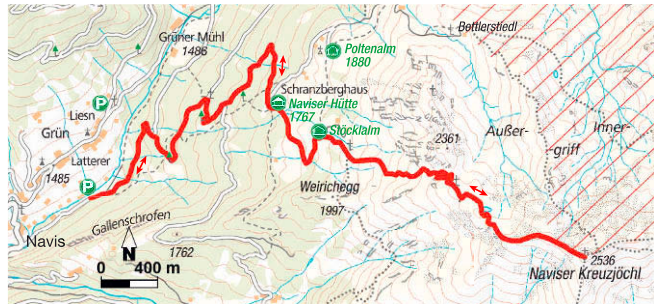 Bettlerstiedl
Grüner Mühl
1486
Poltenalm
1880
P
Schranzberghaus
Naviser Hütte
1767
Liesn
Stöcklalm
Grün
2361
Außer-
griff
Inner-
griff
Latterer
1485
P
Weirichegg
1997
Gallenschrofen
Navis
1762
N
0 400 m
2536
Naviser Kreuzjöchl